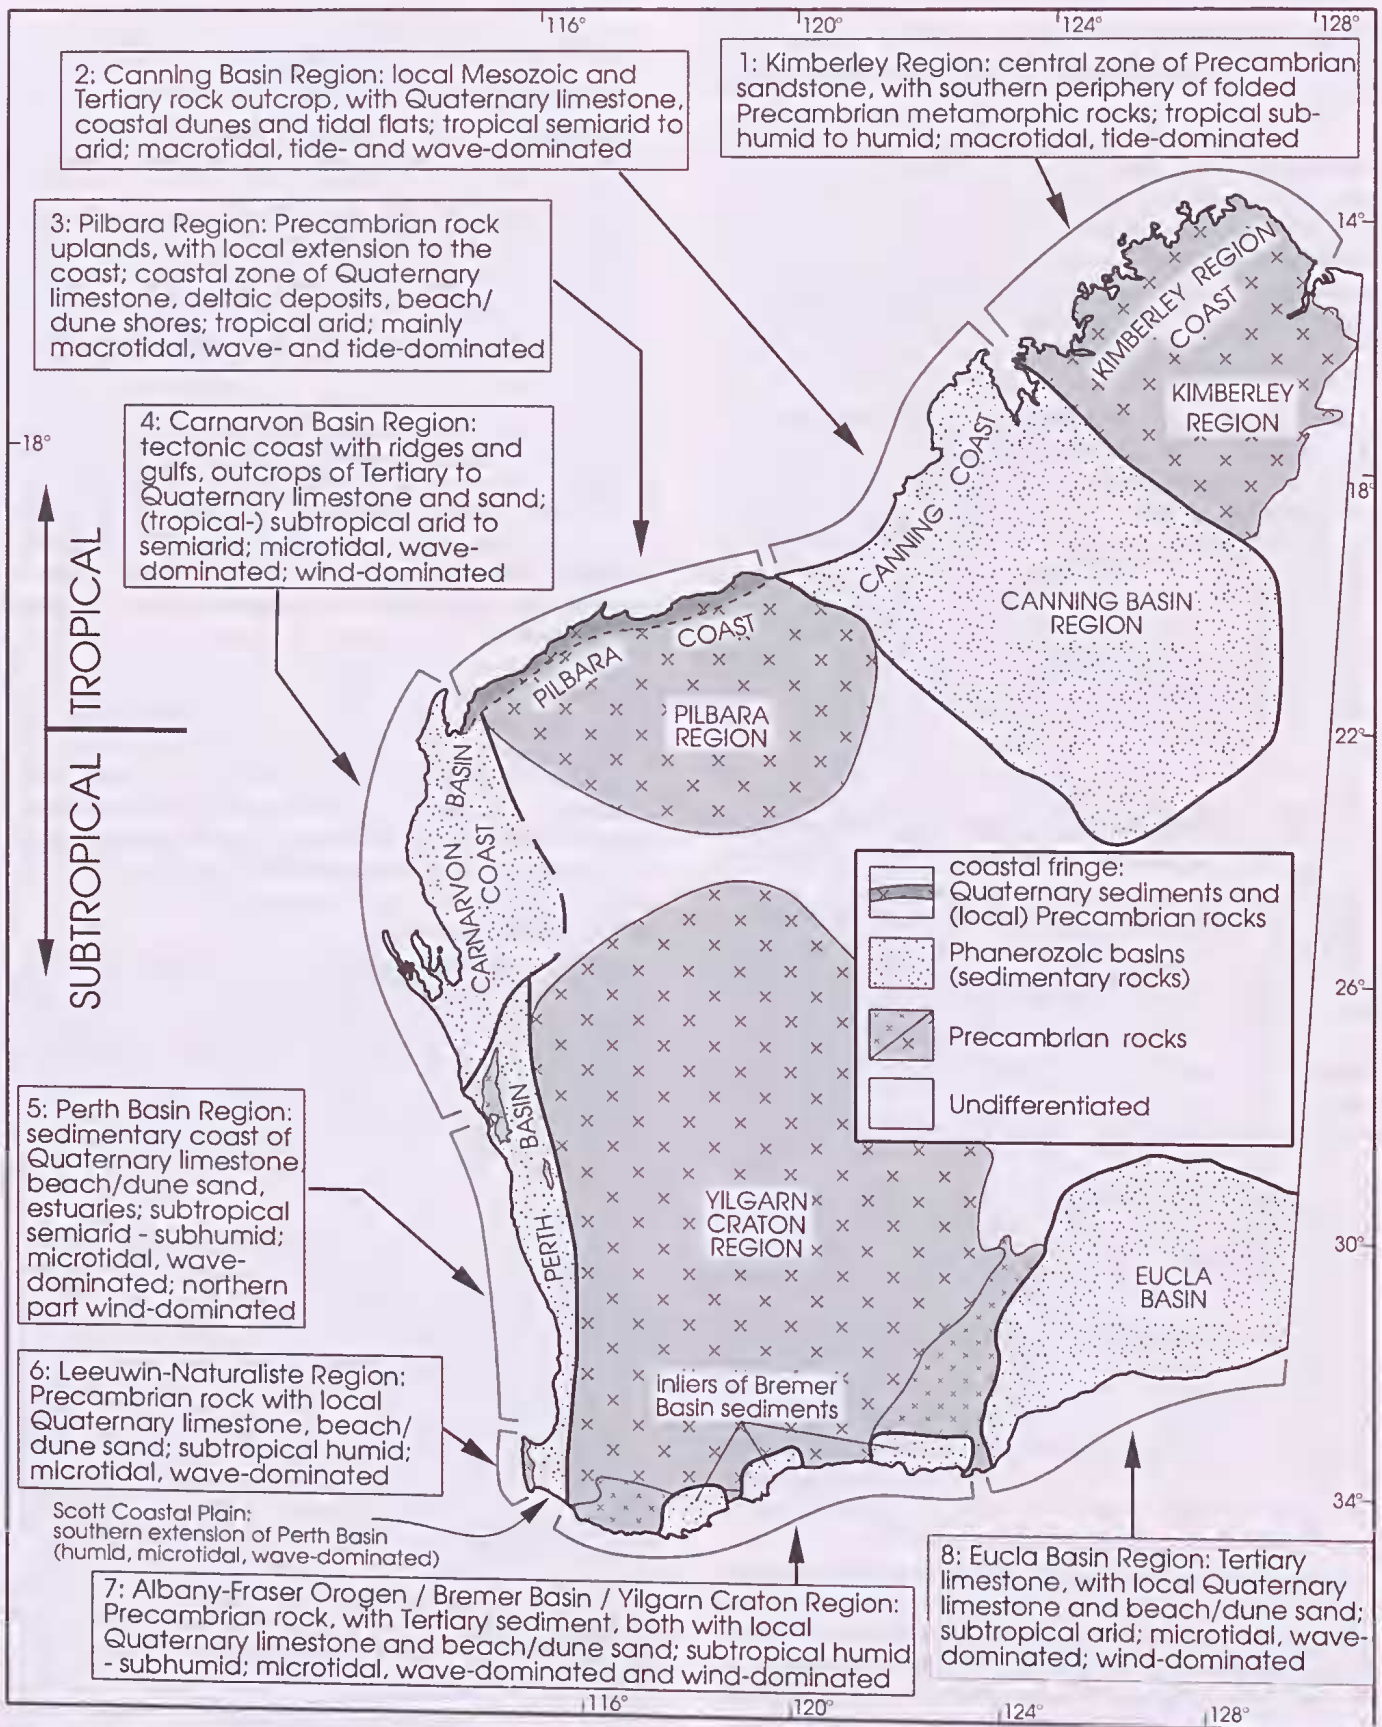 116°
120°
124°
128°
2: Canning Basin Region: local Mesozoic and
Tertiary rock outcrop, with Quaternary limestone,
coastal dunes and tidal flats; tropical semiarid to
arid; macrotidal, tide- and wave-dominated
1: Kimberley Region: central zone of Precambrian
sandstone, with southern periphery of folded
Precambrian metamorphic rocks; tropical sub-
humid to humid; macrotidal, tide-dominated
3: Pilbara Region: Precambrian rock
uplands, with local extension to the
coast; coastal zone of Quaternary
limestone, deltaic deposits, beach/
dune shores; tropical arid; mainly
macrotidal, wave- and tide-dominated
14°
KIMBERLEY REGION
COAST
KIMBERLEY
REGION
4: Carnarvon Basin Region:
tectonic coast with ridges and
gulfs, outcrops of Tertiary to
Quaternary limestone and sand;
(tropical-) subtropical arid to
semiarid; microtidal, wave-
dominated; wind-dominated
18°
18°
TROPICAL
SUBTROPICAL
CANNING COAST
CANNING BASIN
REGION
PILBARA COAST
PILBARA
REGION
22°
CARNARVON BASIN
COAST
coastal fringe:
Quaternary sediments and
(local) Precambrian rocks
Phanerozoic basins
(sedimentary rocks)
Precambrian rocks
Undifferentiated
26°
5: Perth Basin Region:
sedimentary coast of
Quaternary limestone
beach/dune sand,
estuaries; subtropical
semiarid - subhumid;
microtidal, wave-
dominated; northern
part wind-dominated
PERTH BASIN
YILGARN
CRATON
REGION
30°
EUCLA
BASIN
6: Leeuwin-Naturaliste Region:
Precambrian rock with local
Quaternary limestone, beach/
dune sand; subtropical humid;
microtidal, wave-dominated
Inliers of Bremer
Basin sediments
34°
Scott Coastal Plain:
southern extension of Perth Basin
(humid, microtidal, wave-dominated)
7: Albany-Fraser Orogen / Bremer Basin / Yilgarn Craton Region:
Precambrian rock, with Tertiary sediment, both with local
Quaternary limestone and beach/dune sand; subtropical humid
- subhumid; microtidal, wave-dominated and wind-dominated
8: Eucla Basin Region: Tertiary
limestone, with local Quaternary
limestone and beach/dune sand;
subtropical arid; microtidal, wave-
dominated; wind-dominated
116°
120°
124°
128°